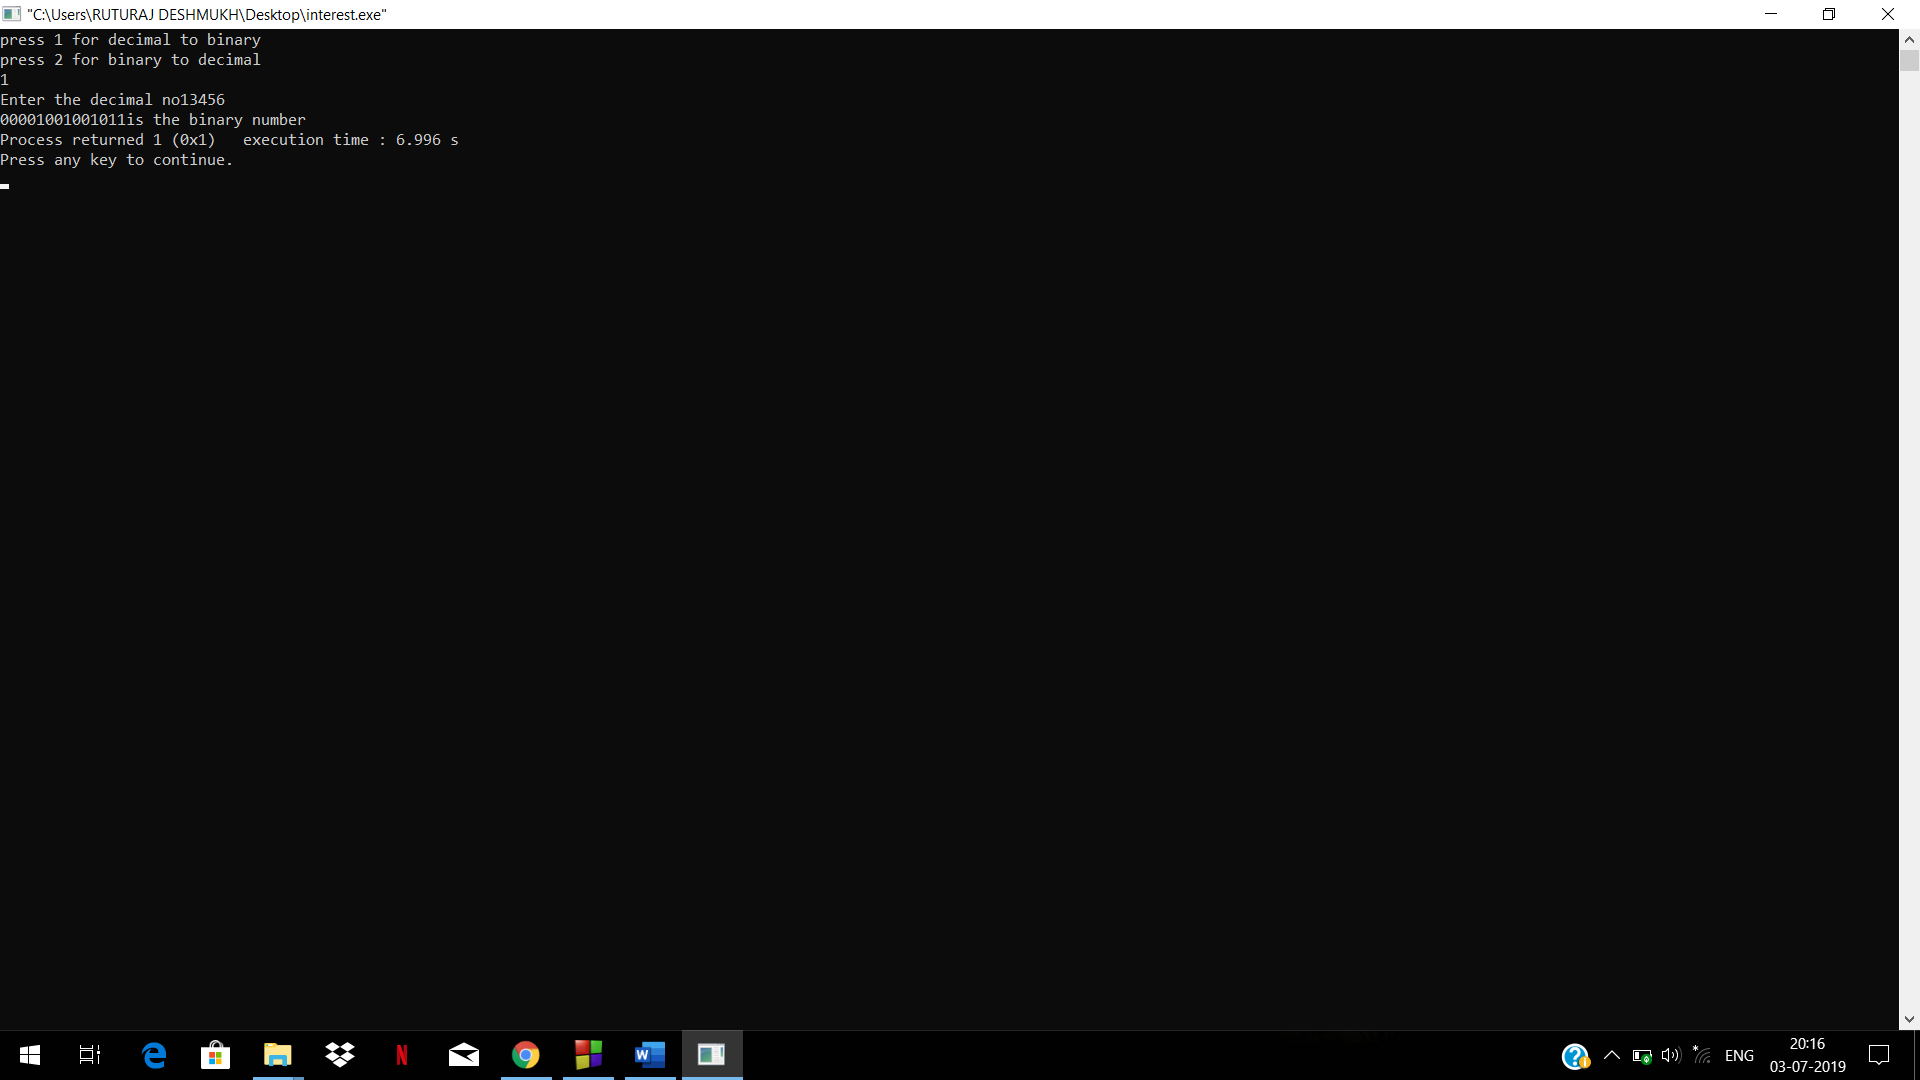 "C:\Users\RUTURAJ DESHMUKH\Desktop\interest.exe"
press 1 for decimal to binary
press 2 for binary to decimal
1
Enter the decimal no13456
00001001001011is the binary number
Process returned 1 (0x1)   execution time : 6.996 s
Press any key to continue.
N
W
ENG
20:16
03-07-2019